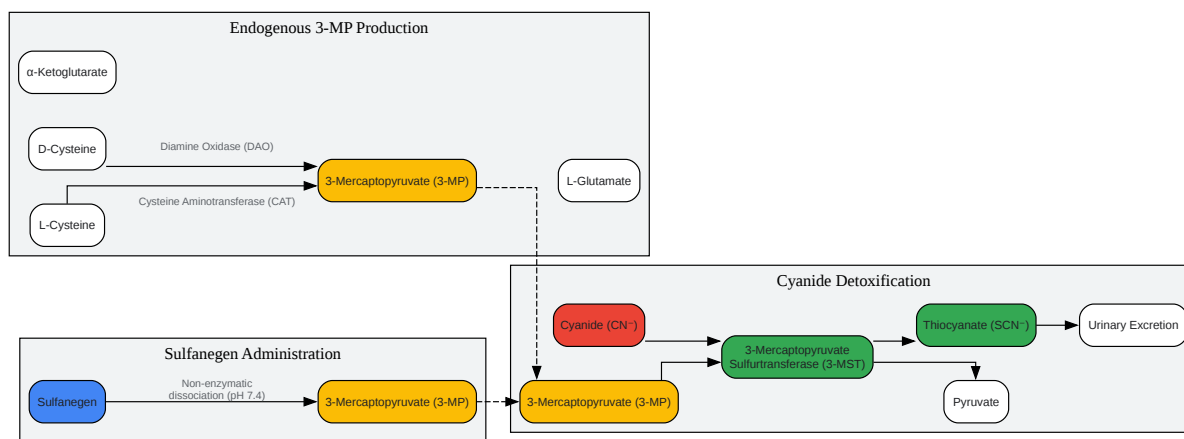 Endogenous 3-MP Production
α-Ketoglutarate
D-Cysteine
Diamine Oxidase (DAO)
3-Mercaptopyruvate (3-MP)
L-Glutamate
Cysteine Aminotransferase (CAT)
L-Cysteine
Cyanide Detoxification
Cyanide (CN⁻)
Thiocyanate (SCN⁻)
Urinary Excretion
3-Mercaptopyruvate
Sulfurtransferase (3-MST)
Sulfanegen Administration
Non-enzymatic
dissociation (pH 7.4)
Sulfanegen
3-Mercaptopyruvate (3-MP)
3-Mercaptopyruvate (3-MP)
Pyruvate